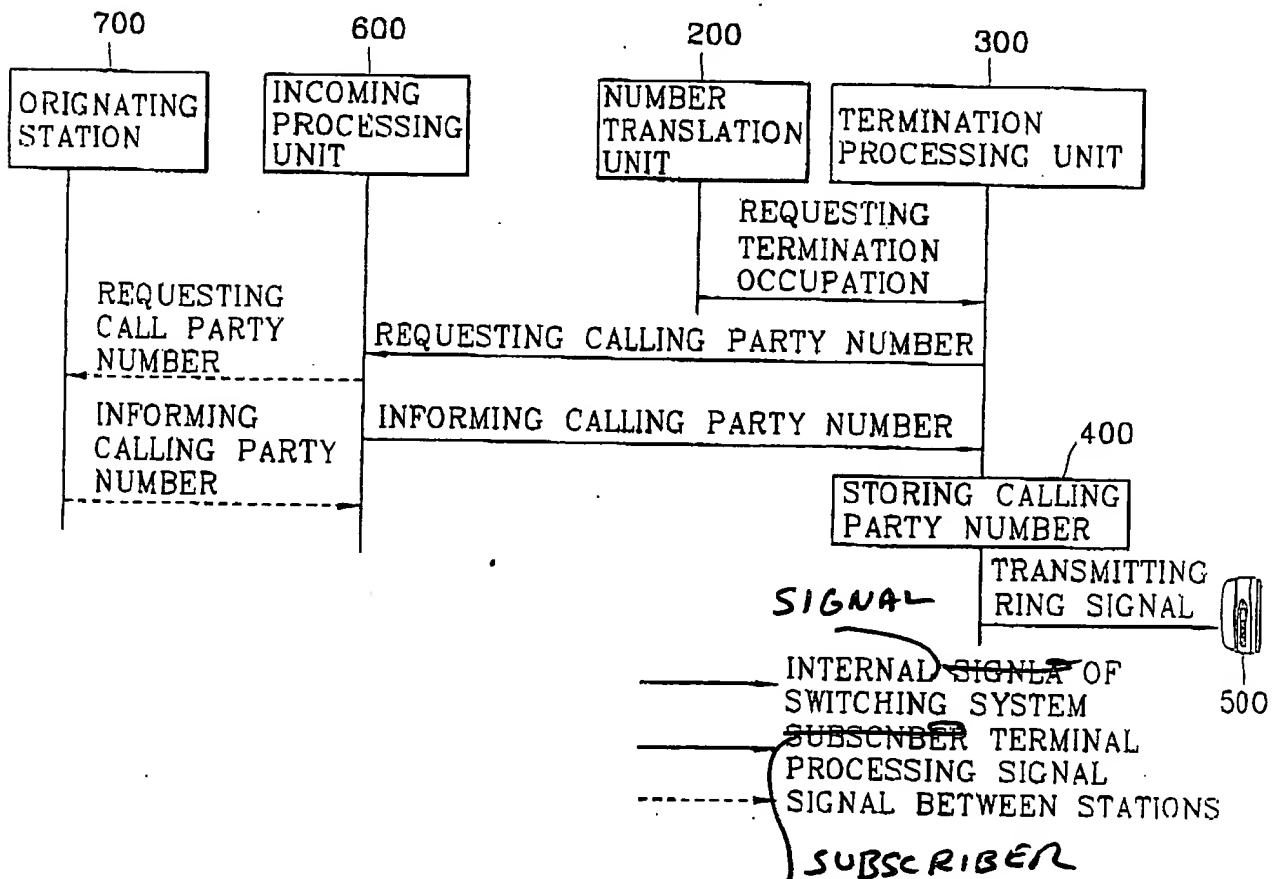 700
600
200
300
ORIGNATING
STATION
INCOMING
PROCESSING
UNIT
NUMBER
TRANSLATION
UNIT
TERMINATION
PROCESSING UNIT
REQUESTING
TERMINATION
OCCUPATION
REQUESTING
CALL PARTY
NUMBER
REQUESTING CALLING PARTY NUMBER
INFORMING
CALLING PARTY
NUMBER
INFORMING CALLING PARTY NUMBER
400
STORING CALLING
PARTY NUMBER
TRANSMITTING
RING SIGNAL
500
SIGNAL
INTERNAL SIGNLA OF
SWITCHING SYSTEM
SUBSCNBER TERMINAL
PROCESSING SIGNAL
SIGNAL BETWEEN STATIONS
SUBSCRIBER